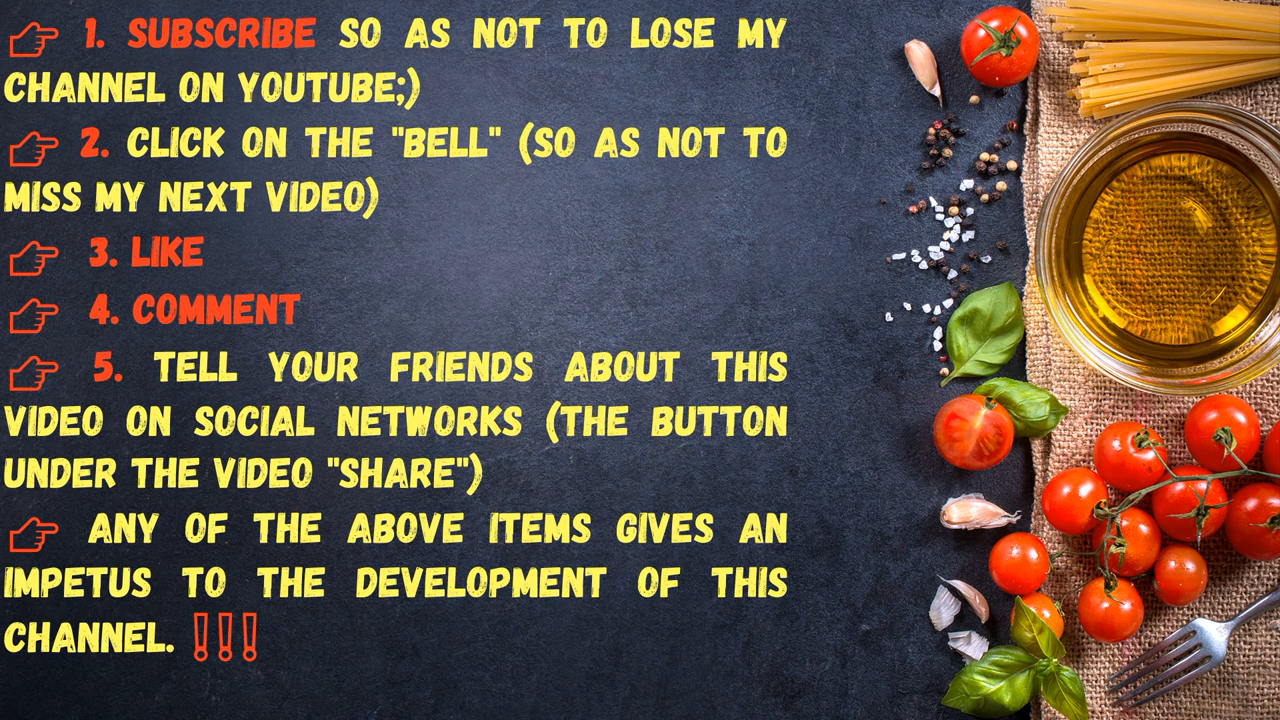 👉 1. SUBSCRIBE SO AS NOT TO LOSE MY
CHANNEL ON YOUTUBE;)
👉 2. CLICK ON THE "BELL" (SO AS NOT TO
MISS MY NEXT VIDEO)
👉 3. LIKE
👉 4. COMMENT
👉 5. TELL YOUR FRIENDS ABOUT THIS
VIDEO ON SOCIAL NETWORKS (THE BUTTON
UNDER THE VIDEO "SHARE")
👉 ANY OF THE ABOVE ITEMS GIVES AN
IMPETUS TO THE DEVELOPMENT OF THIS
CHANNEL. !!!